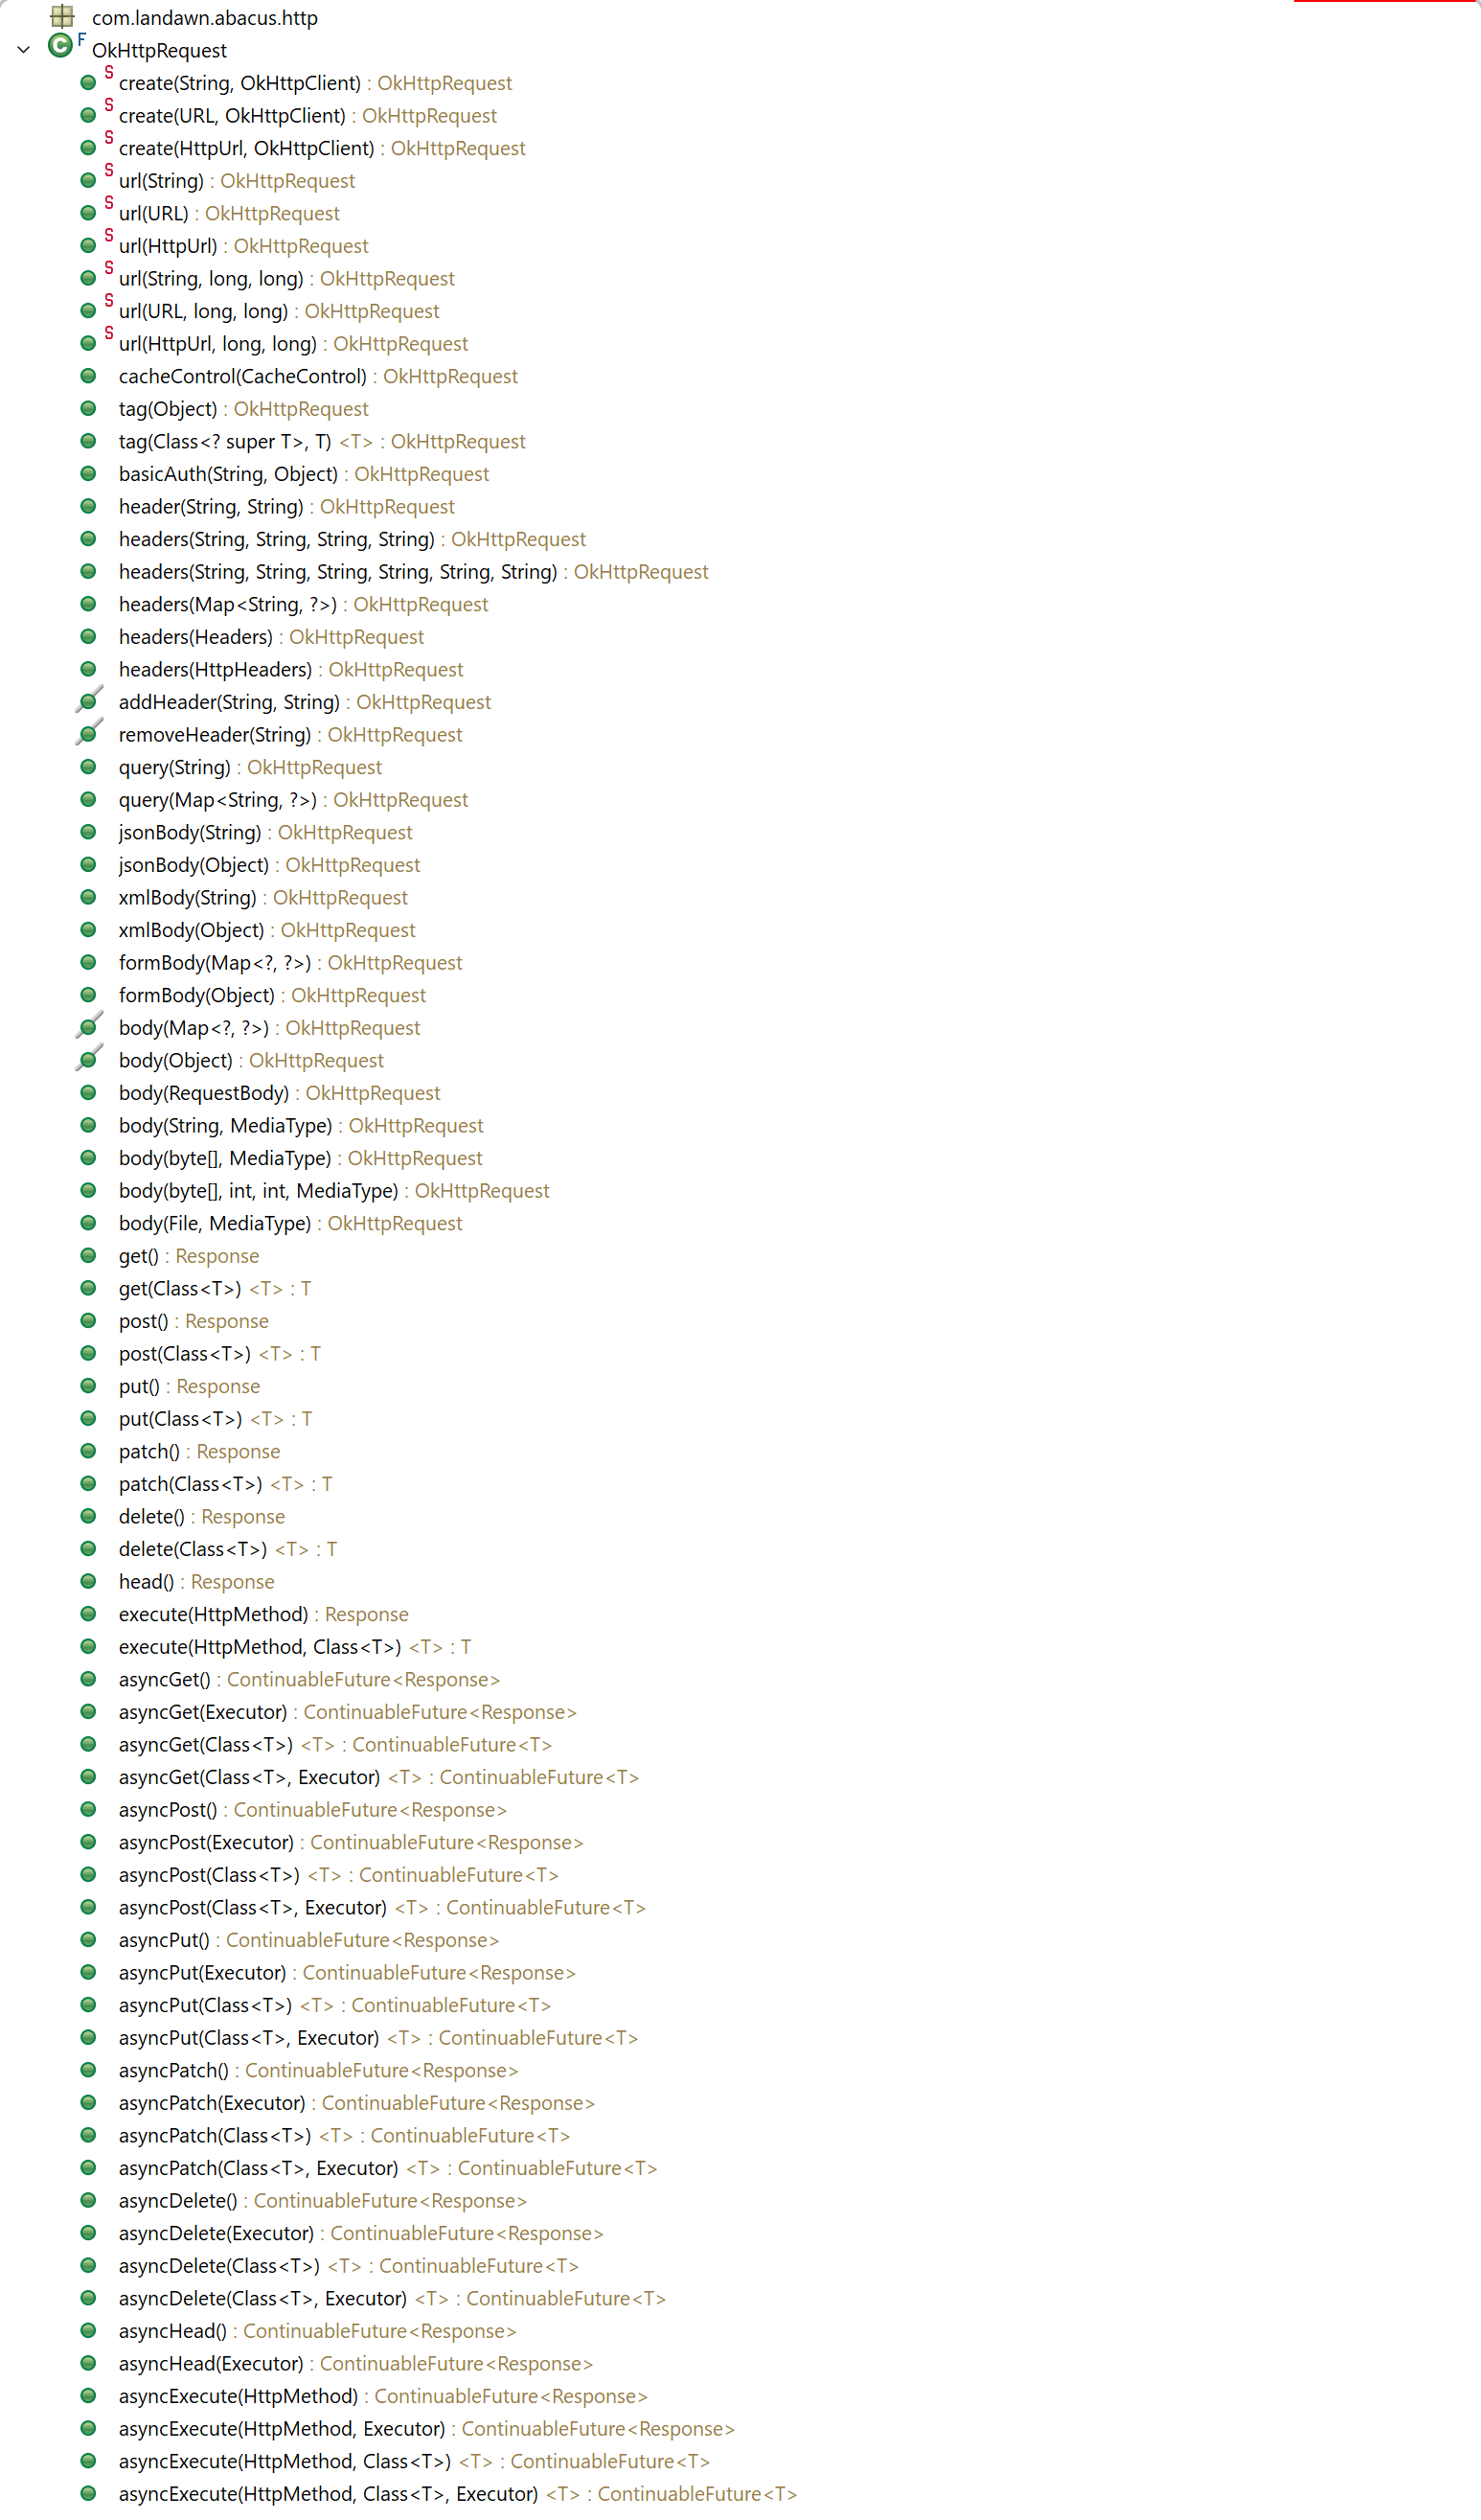 com.landawn.abacus.http
C F OkHttpRequest
S create(String, OkHttpClient) : OkHttpRequest
S create(URL, OkHttpClient) : OkHttpRequest
S create(HttpUrl, OkHttpClient) : OkHttpRequest
S url(String) : OkHttpRequest
S url(URL) : OkHttpRequest
S url(HttpUrl) : OkHttpRequest
S url(String, long, long) : OkHttpRequest
S url(URL, long, long) : OkHttpRequest
S url(HttpUrl, long, long) : OkHttpRequest
cacheControl(CacheControl) : OkHttpRequest
tag(Object) : OkHttpRequest
tag(Class<? super T>, T) <T> : OkHttpRequest
basicAuth(String, Object) : OkHttpRequest
header(String, String) : OkHttpRequest
headers(String, String, String, String) : OkHttpRequest
headers(String, String, String, String, String, String) : OkHttpRequest
headers(Map<String, ?>) : OkHttpRequest
headers(Headers) : OkHttpRequest
headers(HttpHeaders) : OkHttpRequest
addHeader(String, String) : OkHttpRequest
removeHeader(String) : OkHttpRequest
query(String) : OkHttpRequest
query(Map<String, ?>) : OkHttpRequest
jsonBody(String) : OkHttpRequest
jsonBody(Object) : OkHttpRequest
xmlBody(String) : OkHttpRequest
xmlBody(Object) : OkHttpRequest
formBody(Map<?, ?>) : OkHttpRequest
formBody(Object) : OkHttpRequest
body(Map<?, ?>) : OkHttpRequest
body(Object) : OkHttpRequest
body(RequestBody) : OkHttpRequest
body(String, MediaType) : OkHttpRequest
body(byte[], MediaType) : OkHttpRequest
body(byte[], int, int, MediaType) : OkHttpRequest
body(File, MediaType) : OkHttpRequest
get() : Response
get(Class<T>) <T> : T
post() : Response
post(Class<T>) <T> : T
put() : Response
put(Class<T>) <T> : T
patch() : Response
patch(Class<T>) <T> : T
delete() : Response
delete(Class<T>) <T> : T
head() : Response
execute(HttpMethod) : Response
execute(HttpMethod, Class<T>) <T> : T
asyncGet() : ContinuableFuture<Response>
asyncGet(Executor) : ContinuableFuture<Response>
asyncGet(Class<T>) <T> : ContinuableFuture<T>
asyncGet(Class<T>, Executor) <T> : ContinuableFuture<T>
asyncPost() : ContinuableFuture<Response>
asyncPost(Executor) : ContinuableFuture<Response>
asyncPost(Class<T>) <T> : ContinuableFuture<T>
asyncPost(Class<T>, Executor) <T> : ContinuableFuture<T>
asyncPut() : ContinuableFuture<Response>
asyncPut(Executor) : ContinuableFuture<Response>
asyncPut(Class<T>) <T> : ContinuableFuture<T>
asyncPut(Class<T>, Executor) <T> : ContinuableFuture<T>
asyncPatch() : ContinuableFuture<Response>
asyncPatch(Executor) : ContinuableFuture<Response>
asyncPatch(Class<T>) <T> : ContinuableFuture<T>
asyncPatch(Class<T>, Executor) <T> : ContinuableFuture<T>
asyncDelete() : ContinuableFuture<Response>
asyncDelete(Executor) : ContinuableFuture<Response>
asyncDelete(Class<T>) <T> : ContinuableFuture<T>
asyncDelete(Class<T>, Executor) <T> : ContinuableFuture<T>
asyncHead() : ContinuableFuture<Response>
asyncHead(Executor) : ContinuableFuture<Response>
asyncExecute(HttpMethod) : ContinuableFuture<Response>
asyncExecute(HttpMethod, Executor) : ContinuableFuture<Response>
asyncExecute(HttpMethod, Class<T>) <T> : ContinuableFuture<T>
asyncExecute(HttpMethod, Class<T>, Executor) <T> : ContinuableFuture<T>